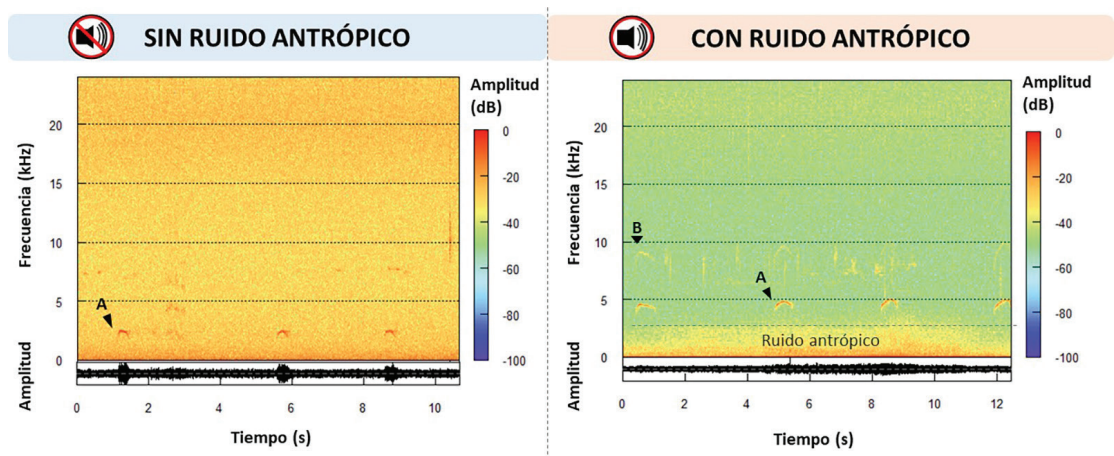 SIN RUIDO ANTRÓPICO
Amplitud
(dB)
Frecuencia (kHz)
20
15
10
5
0
A
0
-20
-40
-60
-80
-100
Amplitud
0
2
4
6
8
10
Tiempo (s)
CON RUIDO ANTRÓPICO
Amplitud
(dB)
Frecuencia (kHz)
20
15
10
5
0
B
A
Ruido antrópico
0
-20
-40
-60
-80
-100
Amplitud
0
2
4
6
8
10
12
Tiempo (s)